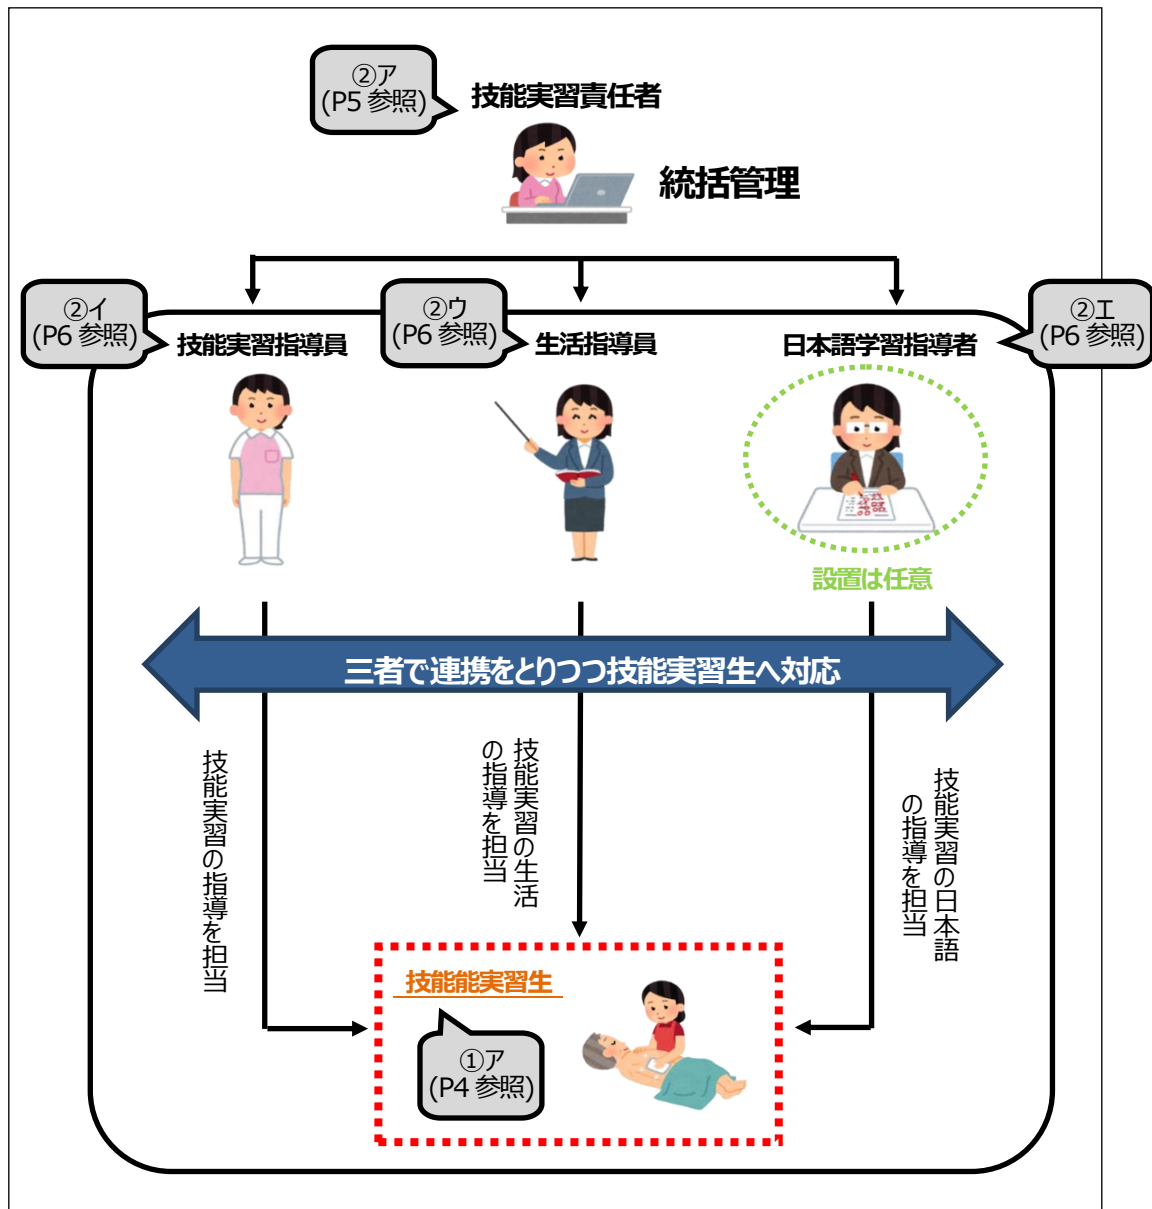 ②ア
(P5 参照)
技能実習責任者
統括管理
②イ
(P6 参照)
技能実習指導員
②ウ
(P6 参照)
生活指導員
日本語学習指導者
②エ
(P6 参照)
設置は任意
三者で連携をとりつつ技能実習生へ対応
技能実習の指導を担当
技能実習の生活
の指導を担当
技能実習の日本語
の指導を担当
技能能実習生
①ア
(P4 参照)